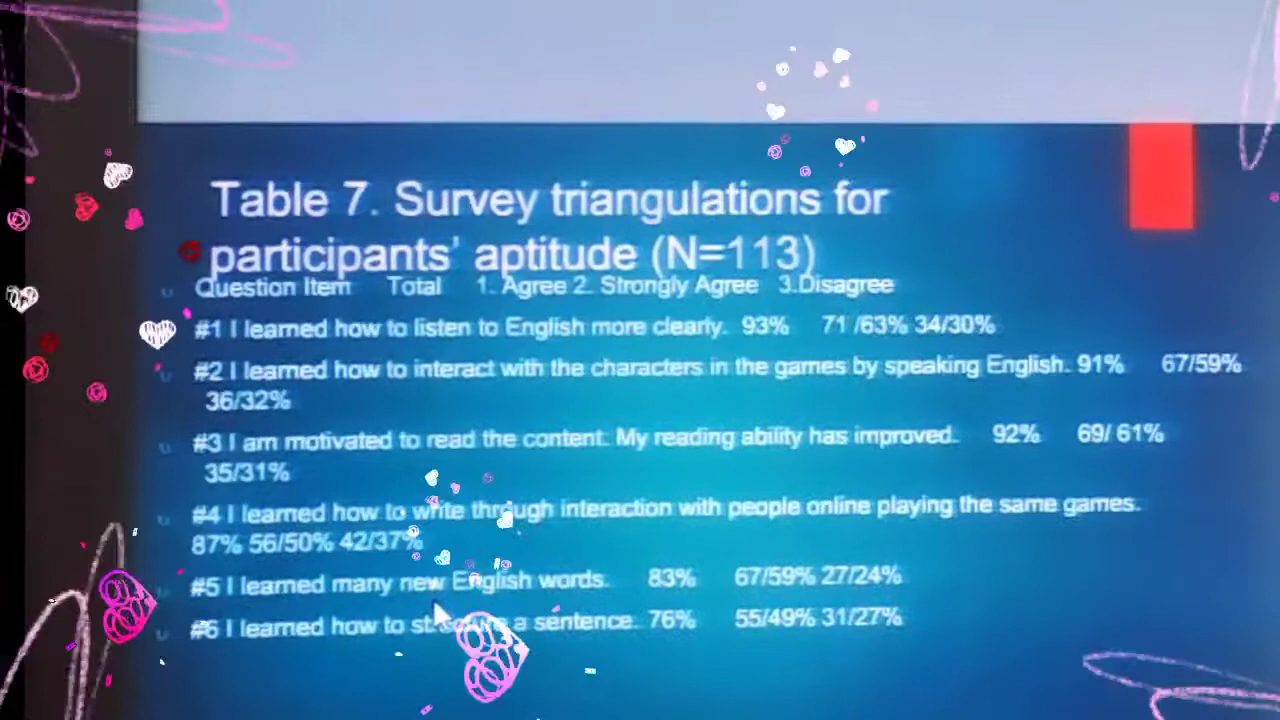 Table 7. Survey triangulations for
participants' aptitude (N=113)
Question Item Total 1. Agree 2. Strongly Agree 3.Disagree
#1 I learned how to listen to English more clearly. 93% 71 /63% 34/30%
#2 I learned how to interact with the characters in the games by speaking English. 91% 67/59%
36/32%
#3 I am motivated to read the content. My reading ability has improved. 92% 69/ 61%
35/31%
#4 I learned how to write through interaction with people online playing the same games.
87% 56/50% 42/37%
#5 I learned many new English words. 83% 67/59% 27/24%
#6 I learned how to structure a sentence. 76% 55/49% 31/27%